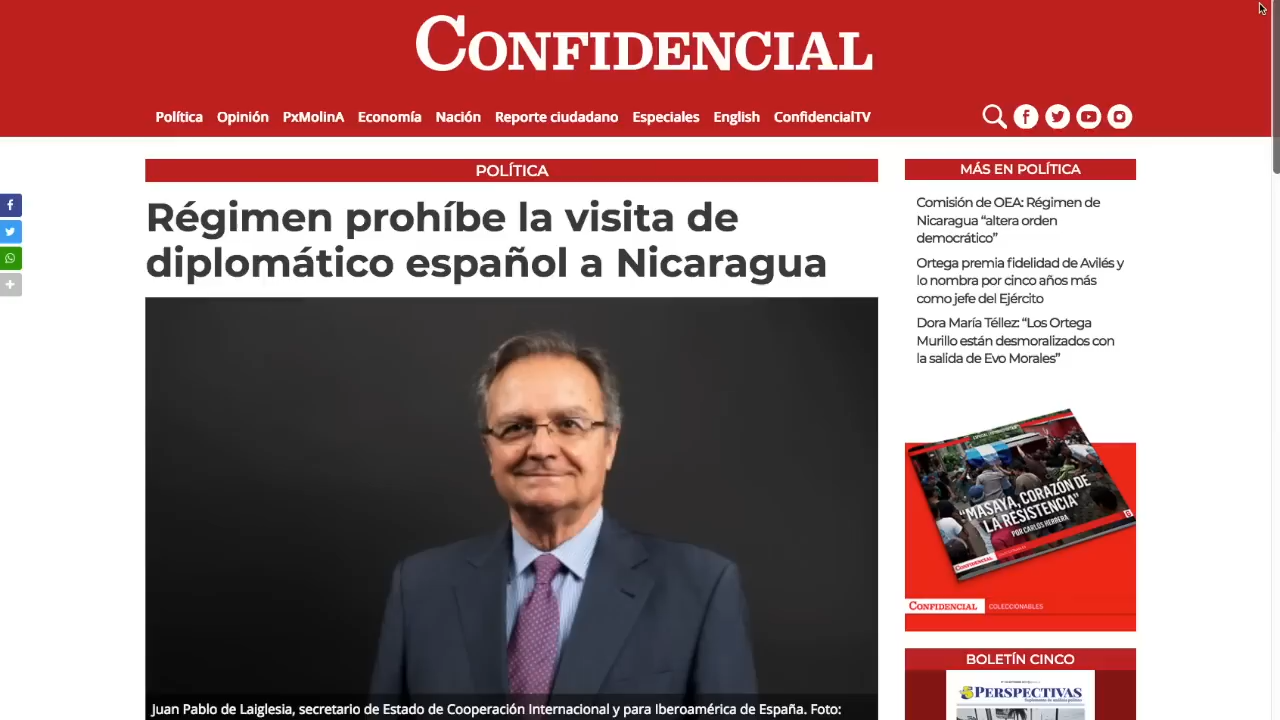 CONFIDENCIAL
Política Opinión PxMolinA Economía Nación Reporte ciudadano Especiales English ConfidencialTV
POLÍTICA
Régimen prohíbe la visita de
diplomático español a Nicaragua
Juan Pablo de Laiglesia, secretario de Estado de Cooperación Internacional y para Iberoamérica de España. Foto:
MÁS EN POLÍTICA
Comisión de OEA: Régimen de
Nicaragua “altera orden
democrático”
Ortega premia fidelidad de Avilés y
lo nombra por cinco años más
como jefe del Ejército
Dora María Téllez: “Los Ortega
Murillo están desmoralizados con
la salida de Evo Morales”
“MASAYA, CORAZÓN DE
LA RESISTENCIA”
POR CARLOS HERRERA
CONFIDENCIAL
CONFIDENCIAL COLECCIONABLES
BOLETÍN CINCO
PERSPECTIVAS